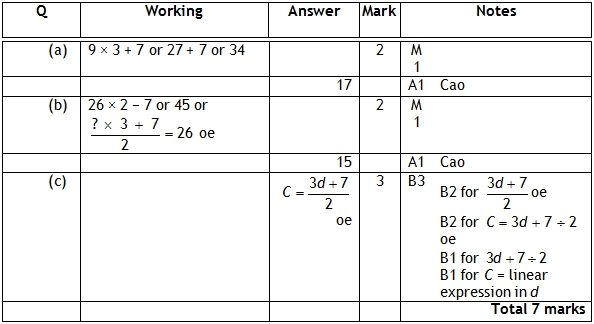 Q Working Answer Mark Notes
(a) 9 × 3 + 7 or 27 + 7 or 34 2 M
1
17 A1 Cao
(b) 26 × 2 – 7 or 45 or 2 M
? × 3 + 7 / 2 = 26 oe 1
15 A1 Cao
(c) C = 3d + 7 / 2 3 B3 B2 for 3d + 7 / 2 oe
oe B2 for C = 3d + 7 ÷ 2
oe
B1 for 3d + 7 ÷ 2
B1 for C = linear
expression in d
Total 7 marks